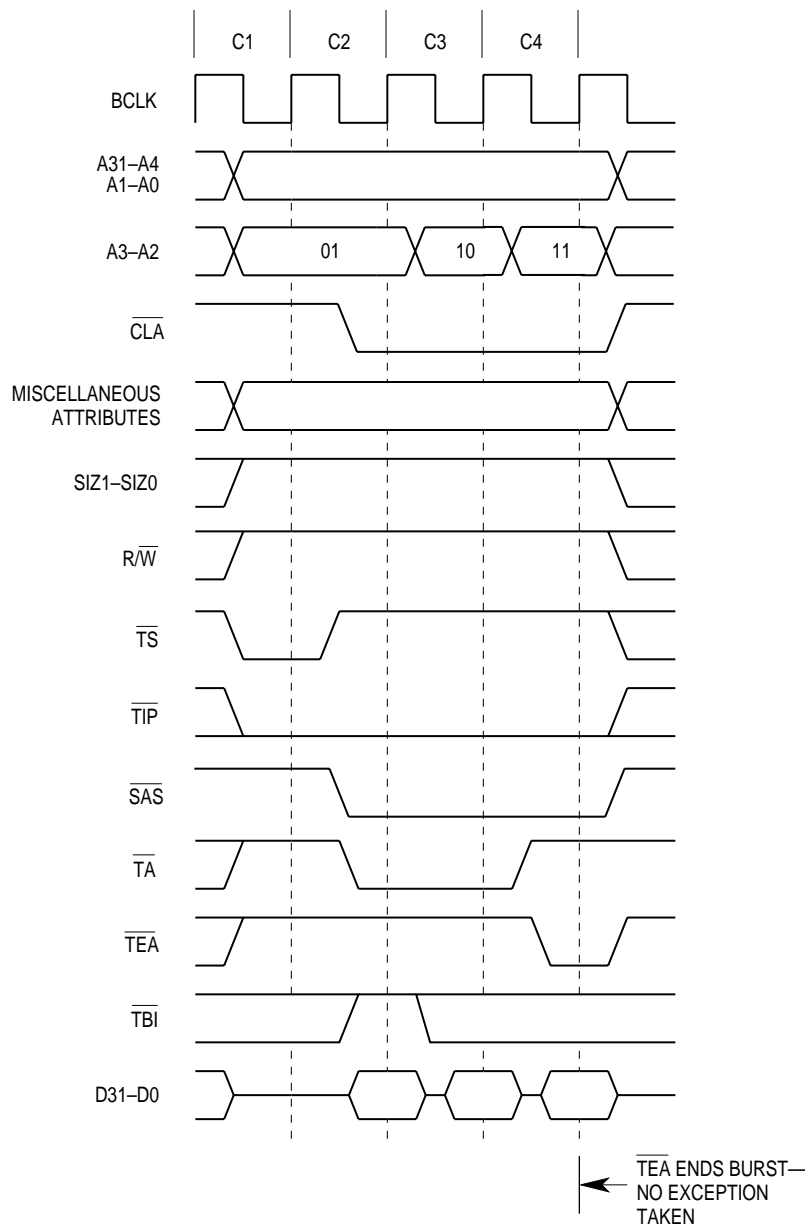 C1 C2 C3 C4
BCLK
A31–A4
A1–A0
A3–A2 01 10 11
CLA
MISCELLANEOUS
ATTRIBUTES
SIZ1–SIZ0
R/W
TS
TIP
SAS
TA
TEA
TBI
D31–D0
TEA ENDS BURST—
NO EXCEPTION
TAKEN